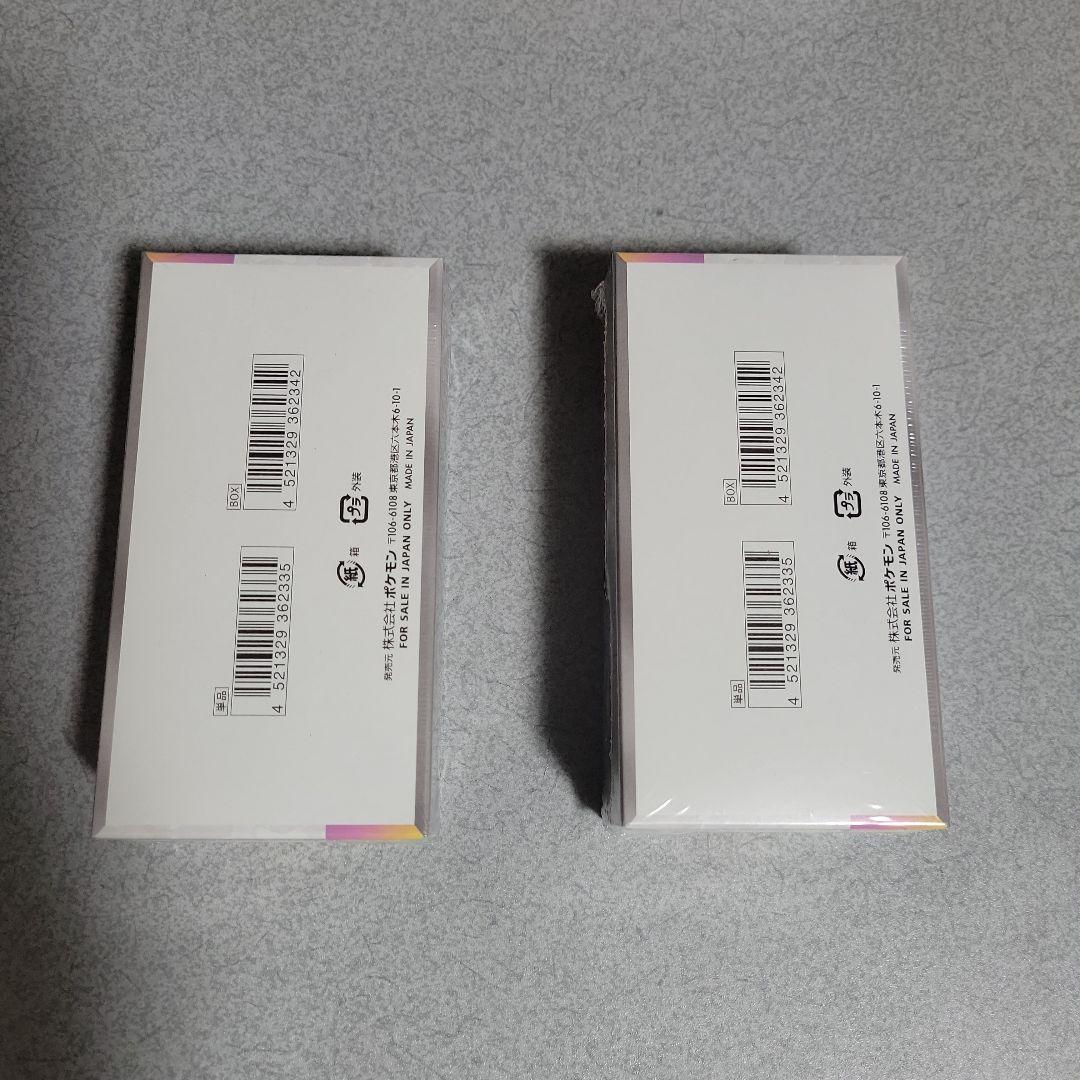 単品
4 521329 362335
BOX
4 521329 362342
紙 箱
プラ 外装
発売元 株式会社 ポケモン 〒106-6108 東京都港区六本木6-10-1
FOR SALE IN JAPAN ONLY MADE IN JAPAN
単品
4 521329 362335
BOX
4 521329 362342
紙 箱
プラ 外装
発売元 株式会社 ポケモン 〒106-6108 東京都港区六本木6-10-1
FOR SALE IN JAPAN ONLY MADE IN JAPAN